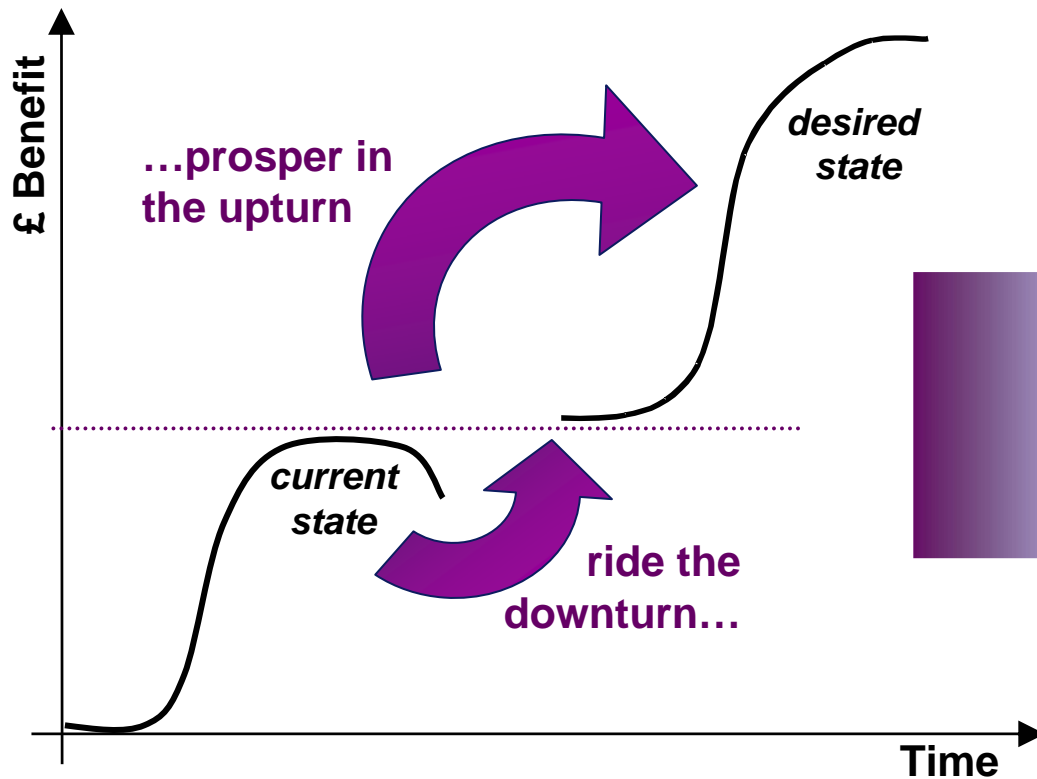 £ Benefit
…prosper in
the upturn
desired
state
current
state
ride the
downturn…
Time